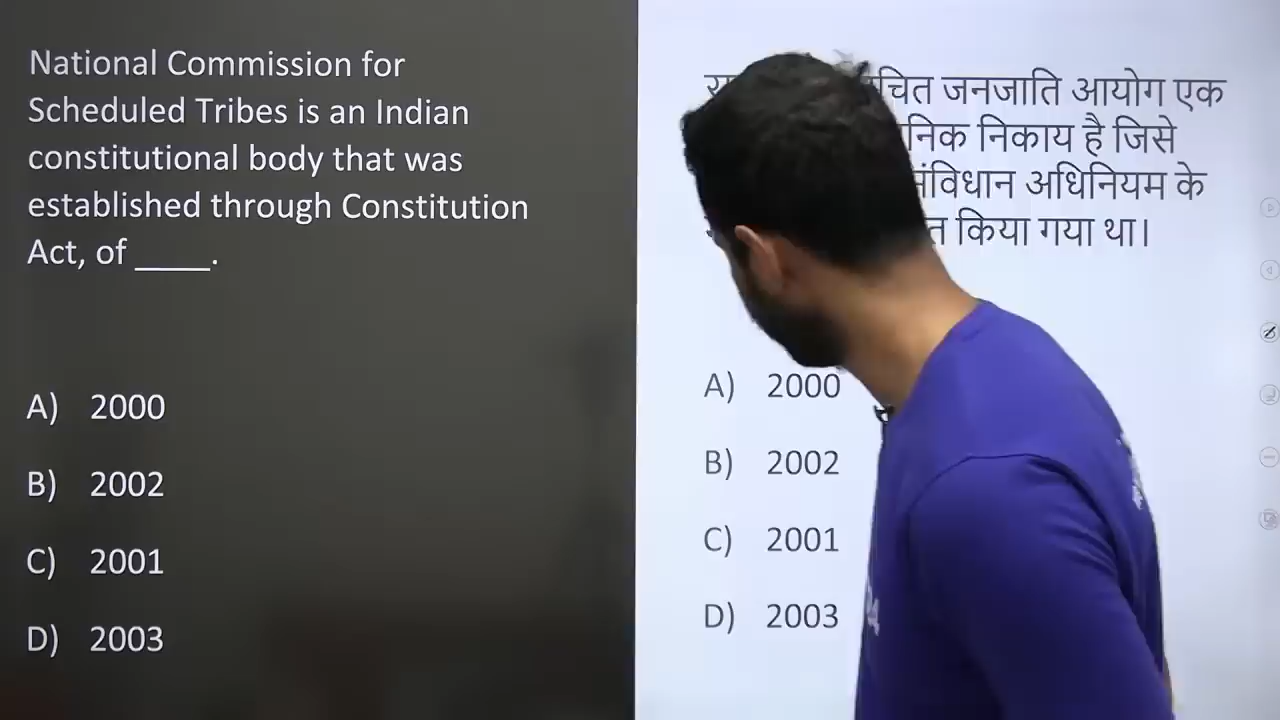 National Commission for
Scheduled Tribes is an Indian
constitutional body that was
established through Constitution
Act, of ____.
A) 2000
B) 2002
C) 2001
D) 2003
जनजाति आयोग एक
निकाय है जिसे
संविधान अधिनियम के
किया गया था।
A) 2000
B) 2002
C) 2001
D) 2003